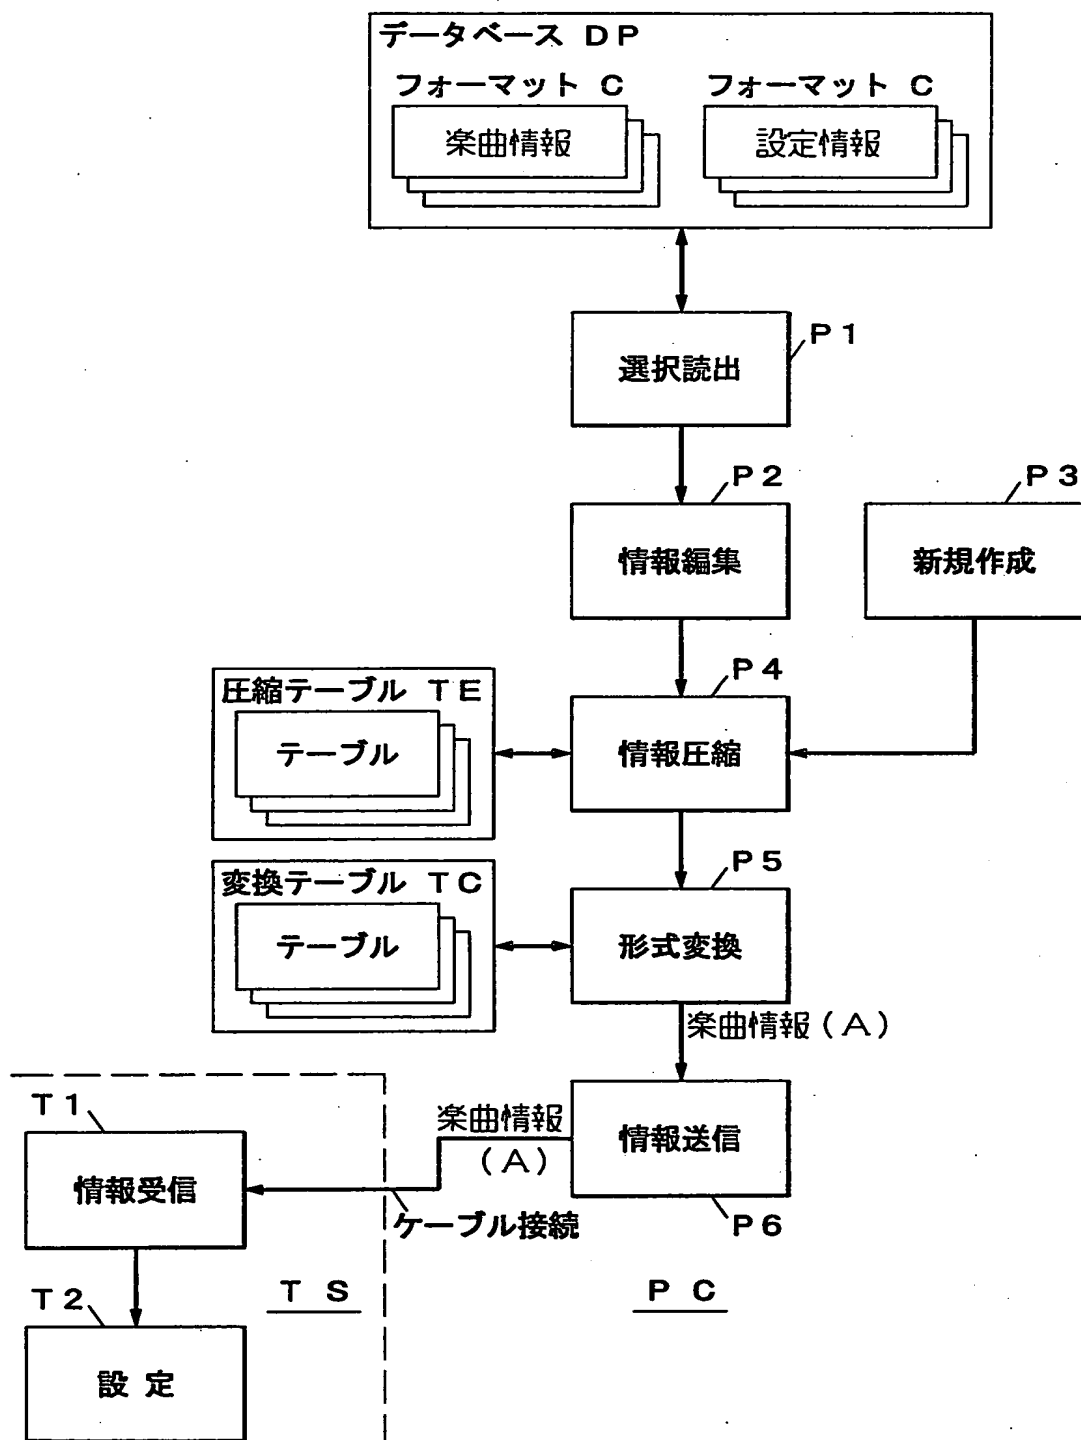 データベース DP
フォーマット C
フォーマット C
楽曲情報
設定情報
P1
選択読出
P2
P3
情報編集
新規作成
P4
圧縮テーブル TE
テーブル
情報圧縮
P5
変換テーブル TC
テーブル
形式変換
楽曲情報(A)
T1
楽曲情報
(A)
情報送信
情報受信
ケーブル接続
P6
T2
TS
PC
設定